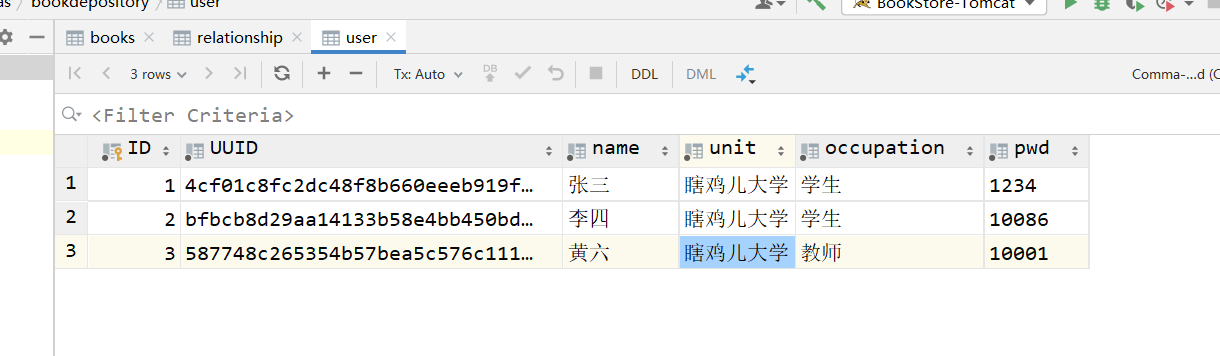 bookdepository
user
BookStore-Tomcat
books
relationship
user
3 rows
Tx: Auto
DB
DDL
DML
Comma-...d (C
<Filter Criteria>
ID UUID name unit occupation pwd
1 1 4cf01c8fc2dc48f8b660eeeb919f… 张三 瞎鸡儿大学 学生 1234
2 2 bfbcb8d29aa14133b58e4bb450bd… 李四 瞎鸡儿大学 学生 10086
3 3 587748c265354b57bea5c576c111… 黄六 瞎鸡儿大学 教师 10001